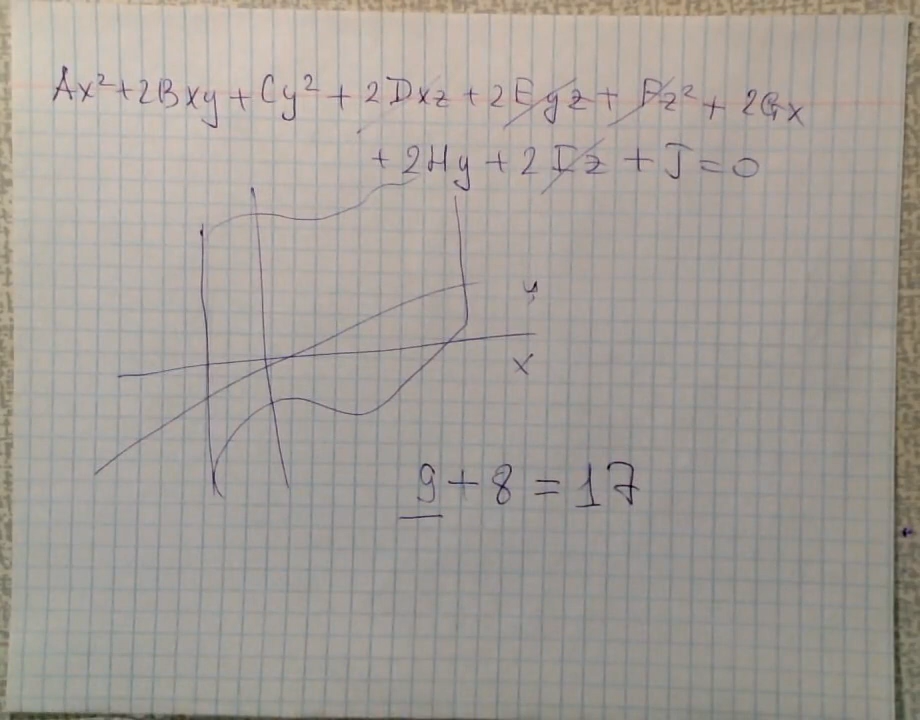 Ax² + 2Bxy + Cy² + 2Dxz + 2Eyz + Fz² + 2Gx
+ 2Hy + 2Iz + J = 0
y
x
9 + 8 = 17